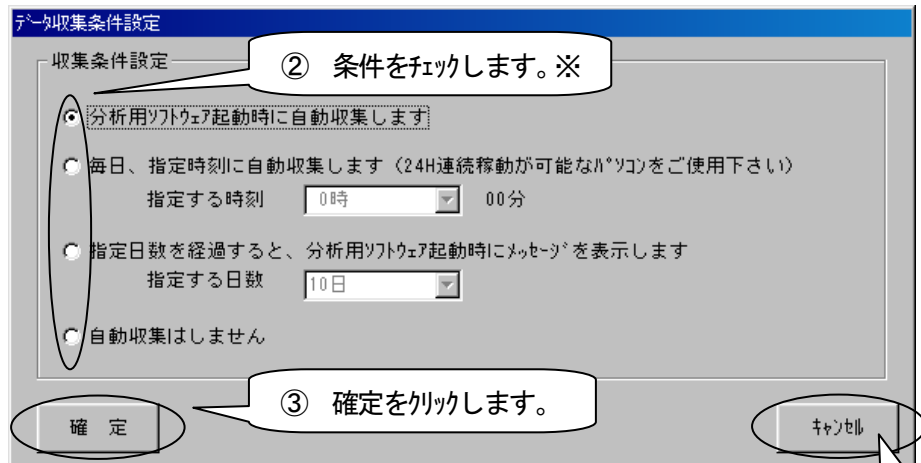 ﾃﾞｰﾀ収集条件設定
収集条件設定
② 条件をﾁｪｯｸします。※
分析用ｿﾌﾄｳｪｱ起動時に自動収集します
毎日、指定時刻に自動収集します（24H連続稼動が可能なﾊﾟｿｺﾝをご使用下さい）
指定する時刻 0時 00分
指定日数を経過すると、分析用ｿﾌﾄｳｪｱ起動時にﾒｯｾｰｼﾞを表示します
指定する日数 10日
自動収集はしません
③ 確定をｸﾘｯｸします。
確 定 ｷｬﾝｾﾙ